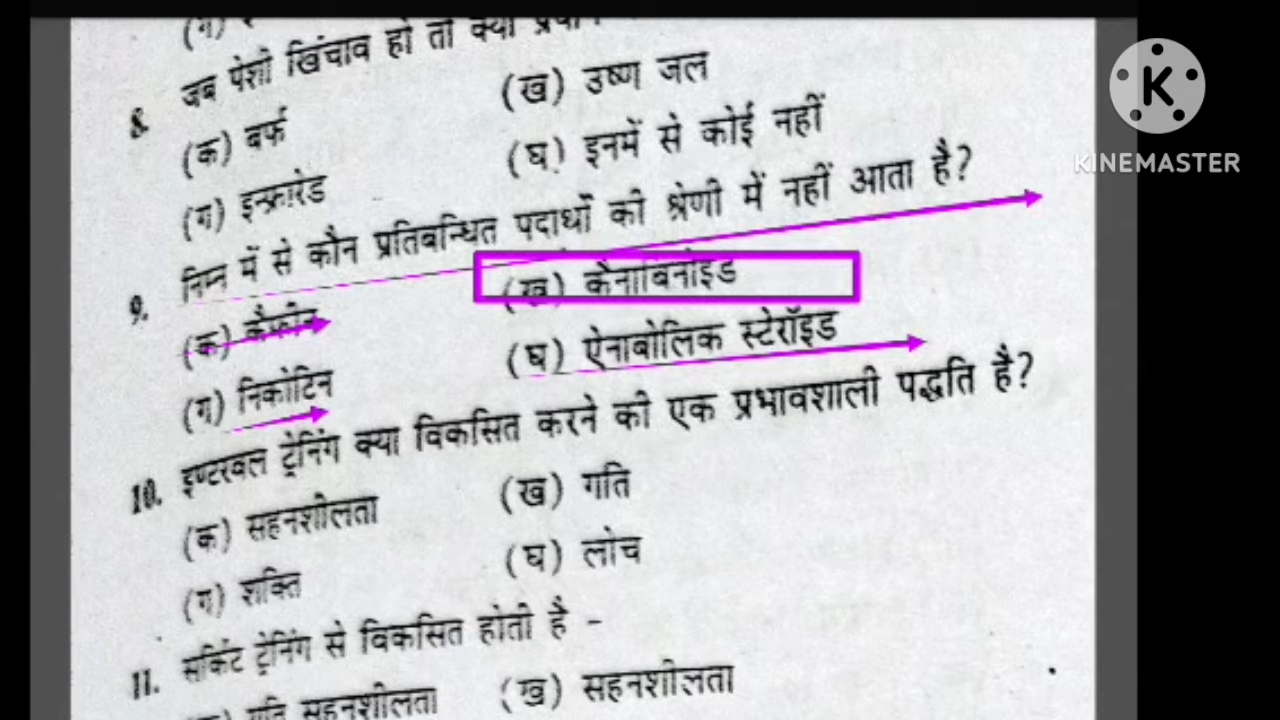 (ग)
8. जब पेशी खिंचाव हो तो क्या
(क) बर्फ (ख) उष्ण जल
(ग) इन्फ्रारेड (घ) इनमें से कोई नहीं
9. निम्न में से कौन प्रतिबन्धित पदार्थों की श्रेणी में नहीं आता है?
(क) कैफीन (ख) कैनाबिनोइड
(ग) निकोटिन (घ) ऐनाबोलिक स्टेरॉइड
10. इण्टरवल ट्रेनिंग क्या विकसित करने की एक प्रभावशाली पद्धति है?
(क) सहनशीलता (ख) गति
(ग) शक्ति (घ) लोच
11. सर्किट ट्रेनिंग से विकसित होती है -
गति सहनशीलता (ख) सहनशीलता
K
KINEMASTER